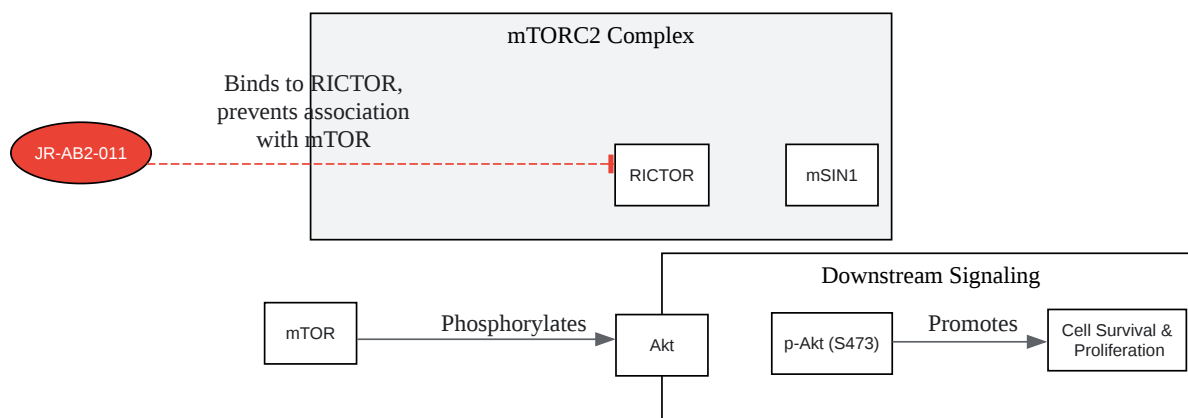 mTORC2 Complex
Binds to RICTOR,
prevents association
with mTOR
JR-AB2-011
RICTOR
mSIN1
Downstream Signaling
mTOR
Phosphorylates
Akt
p-Akt (S473)
Promotes
Cell Survival &
Proliferation